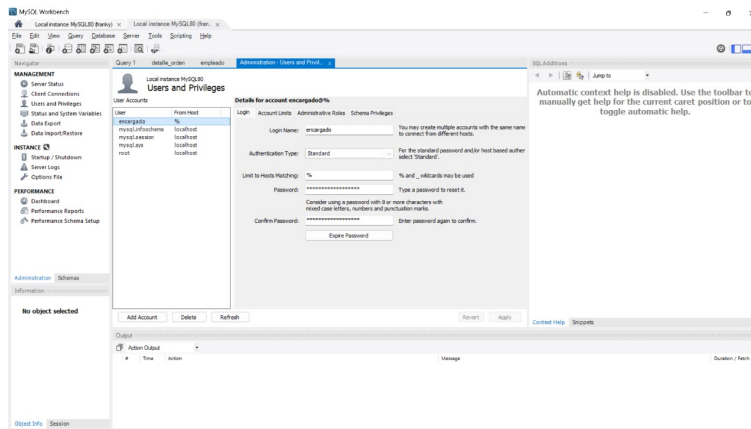 MySQL Workbench
Local instance MySQL80 (franky) x Local instance MySQL80 (fran... x
File Edit View Query Database Server Tools Scripting Help
Navigator
MANAGEMENT
Server Status
Client Connections
Users and Privileges
Status and System Variables
Data Export
Data Import/Restore
INSTANCE
Startup / Shutdown
Server Logs
Options File
PERFORMANCE
Dashboard
Performance Reports
Performance Schema Setup
Administration Schemas
Information
No object selected
Object Info Session
Query 1 detalle_orden empleado Administration - Users and Privil... x
Local instance MySQL80
Users and Privileges
User Accounts
User From Host
encargado %
mysql.infoschema localhost
mysql.session localhost
mysql.sys localhost
root localhost
Add Account Delete Refresh
Details for account encargado@%
Login Account Limits Administrative Roles Schema Privileges
Login Name: encargado You may create multiple accounts with the same name
to connect from different hosts.
Authentication Type: Standard For the standard password and/or host based auther
select 'Standard'.
Limit to Hosts Matching: % % and _ wildcards may be used
Password: ****************** Type a password to reset it.
Consider using a password with 8 or more characters with
mixed case letters, numbers and punctuation marks.
Confirm Password: ****************** Enter password again to confirm.
Expire Password
Revert Apply
SQLAdditions
Jump to
Automatic context help is disabled. Use the toolbar to
manually get help for the current caret position or to
toggle automatic help.
Context Help Snippets
Output
Action Output
# Time Action Message Duration / Fetch